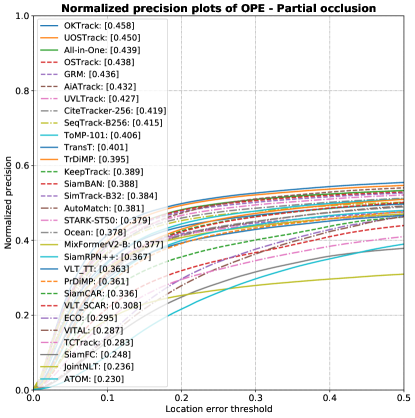 Normalized precision plots of OPE - Partial occlusion
Normalized precision
1.0
0.8
0.6
0.4
0.2
0.0
OKTrack: [0.458]
UOSTrack: [0.450]
All-in-One: [0.439]
OSTrack: [0.438]
GRM: [0.436]
AiATrack: [0.432]
UVLTrack: [0.427]
CiteTracker-256: [0.419]
SeqTrack-B256: [0.415]
ToMP-101: [0.406]
TransT: [0.401]
TrDiMP: [0.395]
KeepTrack: [0.389]
SiamBAN: [0.388]
SimTrack-B32: [0.384]
AutoMatch: [0.381]
STARK-ST50: [0.379]
Ocean: [0.378]
MixFormerV2-B: [0.377]
SiamRPN++: [0.367]
VLT_TT: [0.363]
PrDiMP: [0.361]
SiamCAR: [0.336]
VLT_SCAR: [0.308]
ECO: [0.295]
VITAL: [0.287]
TCTrack: [0.283]
SiamFC: [0.248]
JointNLT: [0.236]
ATOM: [0.230]
0.0 0.1 0.2 0.3 0.4 0.5
Location error threshold